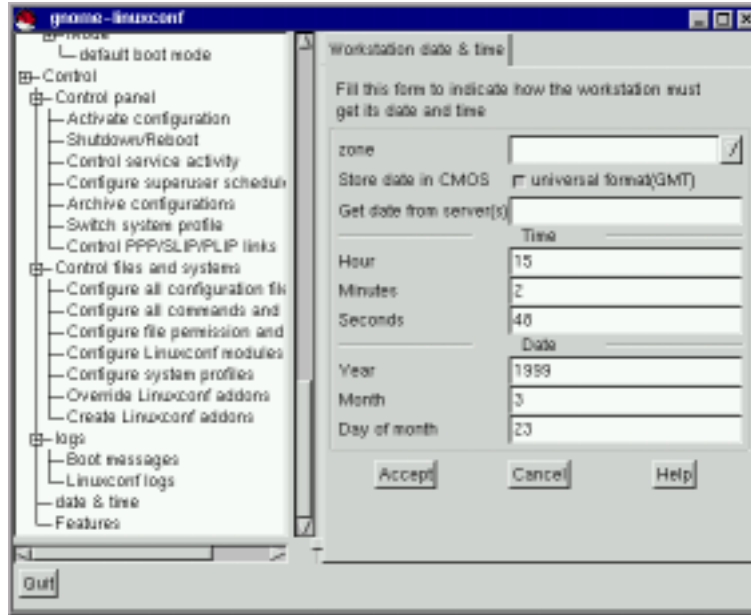 gnome-linuxconf
Mode
default boot mode
Control
Control panel
Activate configuration
Shutdown/Reboot
Control service activity
Configure superuser schedul
Archive configurations
Switch system profile
Control PPP/SLIP/PLIP links
Control files and systems
Configure all configuration fil
Configure all commands and
Configure file permission and
Configure Linuxconf modules
Configure system profiles
Override Linuxconf addons
Create Linuxconf addons
logs
Boot messages
Linuxconf logs
date & time
Features
Quit
Workstation date & time
Fill this form to indicate how the workstation must
get its date and time
zone
Store date in CMOS universal format(GMT)
Get date from server(s)
Time
Hour 15
Minutes 2
Seconds 48
Date
Year 1999
Month 3
Day of month 23
Accept Cancel Help